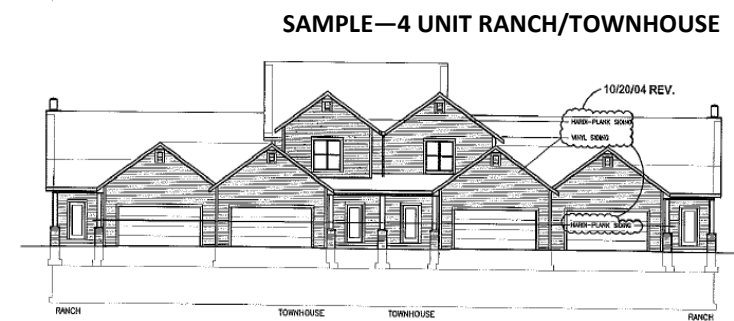 SAMPLE—4 UNIT RANCH/TOWNHOUSE
10/20/04 REV.
HARDI-PLANK SIDING
VINYL SIDING
HARDI-PLANK SIDING
RANCH
TOWNHOUSE
TOWNHOUSE
RANCH